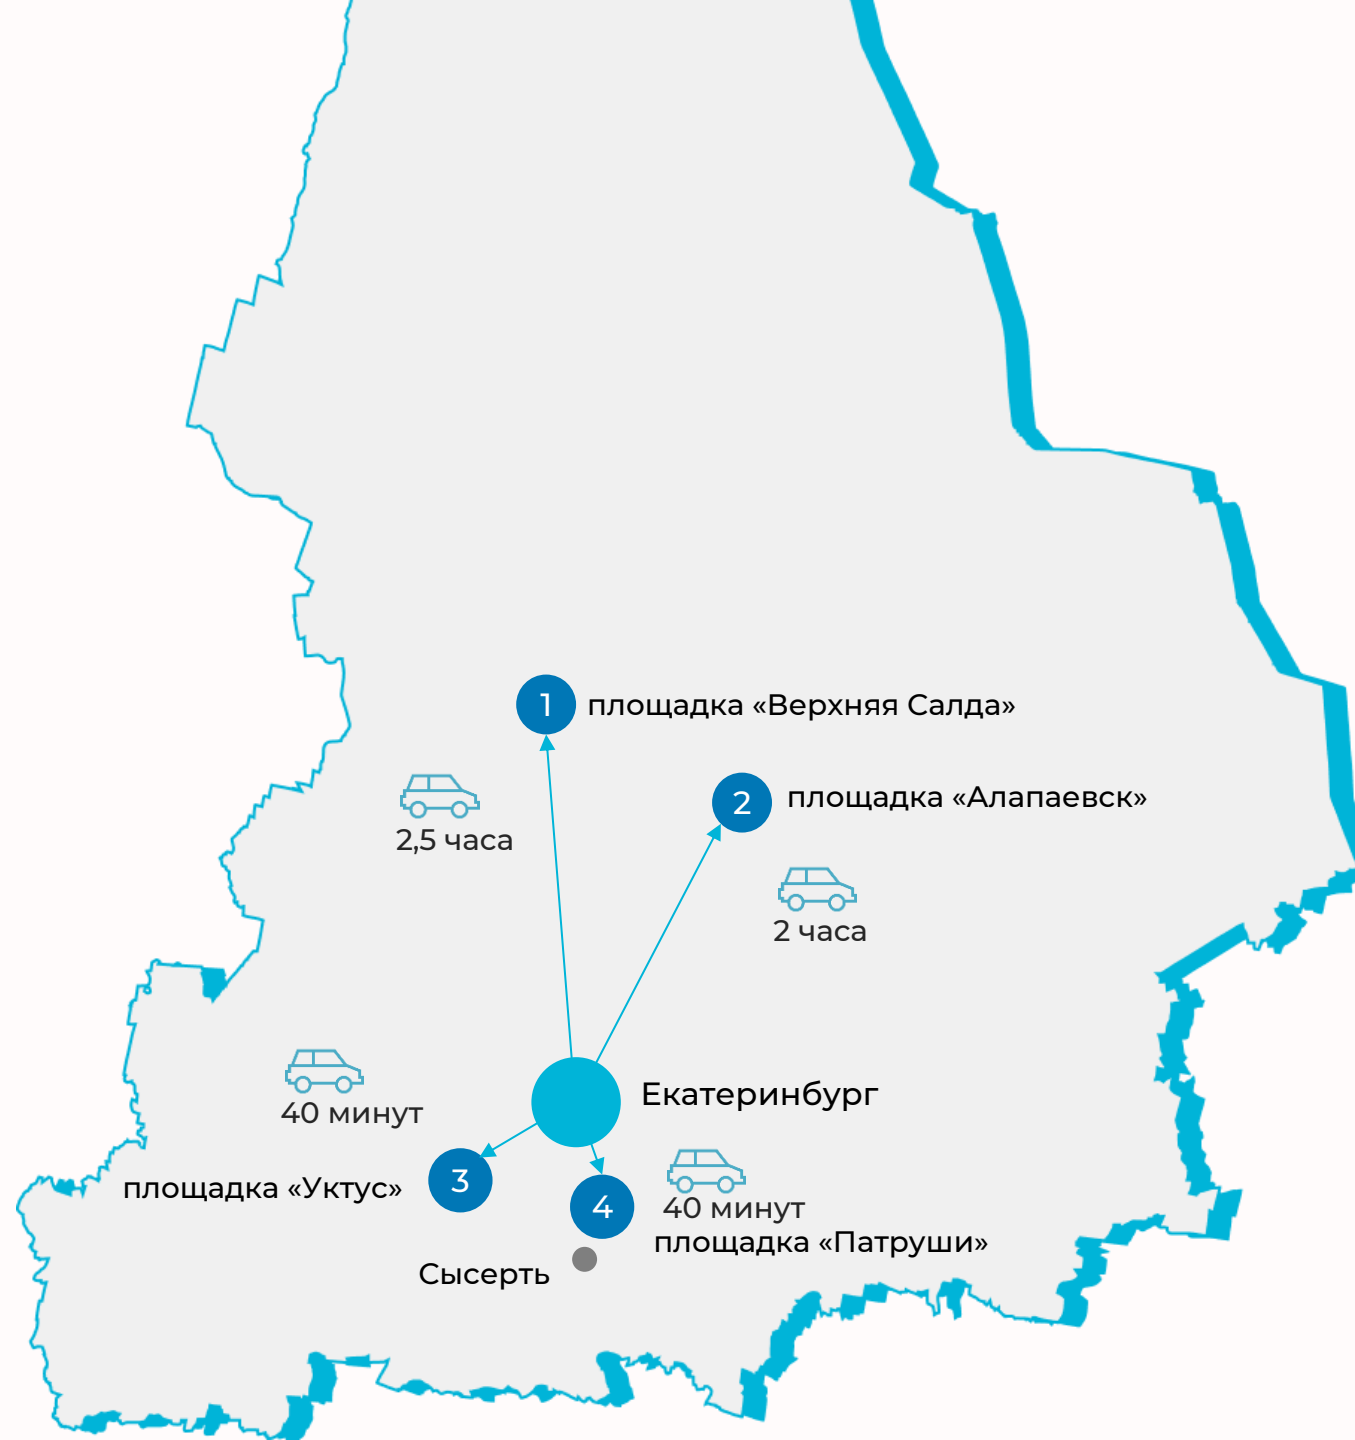 1 площадка «Верхняя Салда»
2 площадка «Алапаевск»
2,5 часа
2 часа
Екатеринбург
40 минут
3
площадка «Уктус»
4
40 минут
площадка «Патруши»
Сысерть